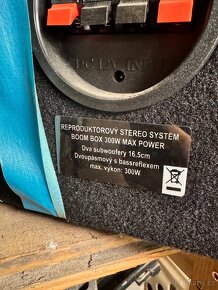 REPRODUKTOROVÝ STEREO SYSTÉM
BOOM BOX 300W MAX POWER
Dva subwoofery 16,5cm
Dvoupásmový s bassreflexem
max. výkon: 300W